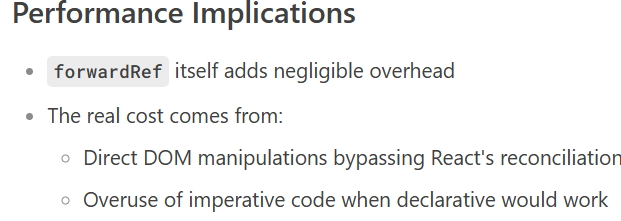 Performance Implications
forwardRef itself adds negligible overhead
The real cost comes from:
Direct DOM manipulations bypassing React's reconciliation
Overuse of imperative code when declarative would work